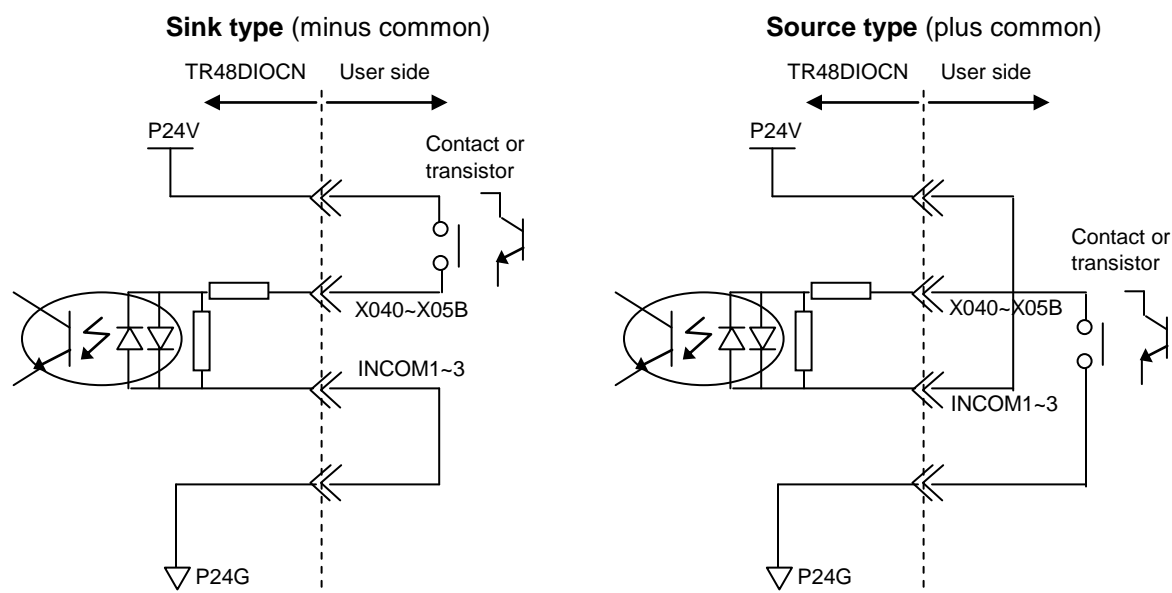 Sink type (minus common)
TR48DIOCN
User side
P24V
Contact or
transistor
X040~X05B
INCOM1~3
P24G
Source type (plus common)
TR48DIOCN
User side
P24V
Contact or
transistor
X040~X05B
INCOM1~3
P24G